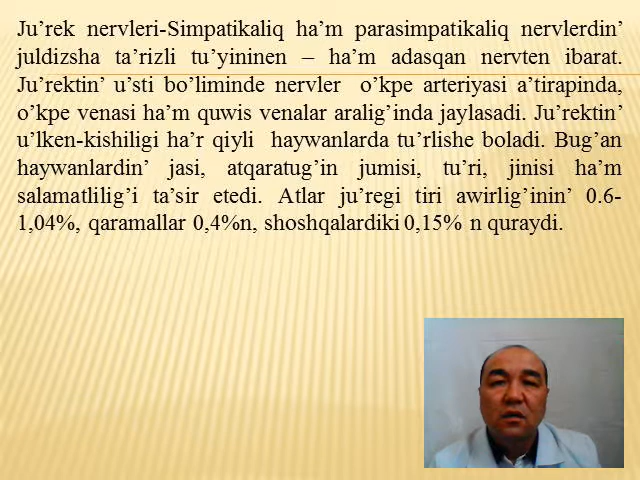 Ju’rek nervleri-Simpatikaliq ha’m parasimpatikaliq nervlerdin’
juldizsha ta’rizli tu’yininen – ha’m adasqan nervten ibarat.
Ju’rektin’ u’sti bo’liminde nervler o’kpe arteriyasi a’tirapinda,
o’kpe venasi ha’m quwis venalar aralig’inda jaylasadi. Ju’rektin’
u’lken-kishiligi ha’r qiyli haywanlarda tu’rlishe boladi. Bug’an
haywanlardin’ jasi, atqaratug’in jumisi, tu’ri, jinisi ha’m
salamatlilig’i ta’sir etedi. Atlar ju’regi tiri awirlig’inin’ 0.6-
1,04%, qaramallar 0,4%n, shoshqalardiki 0,15% n quraydi.